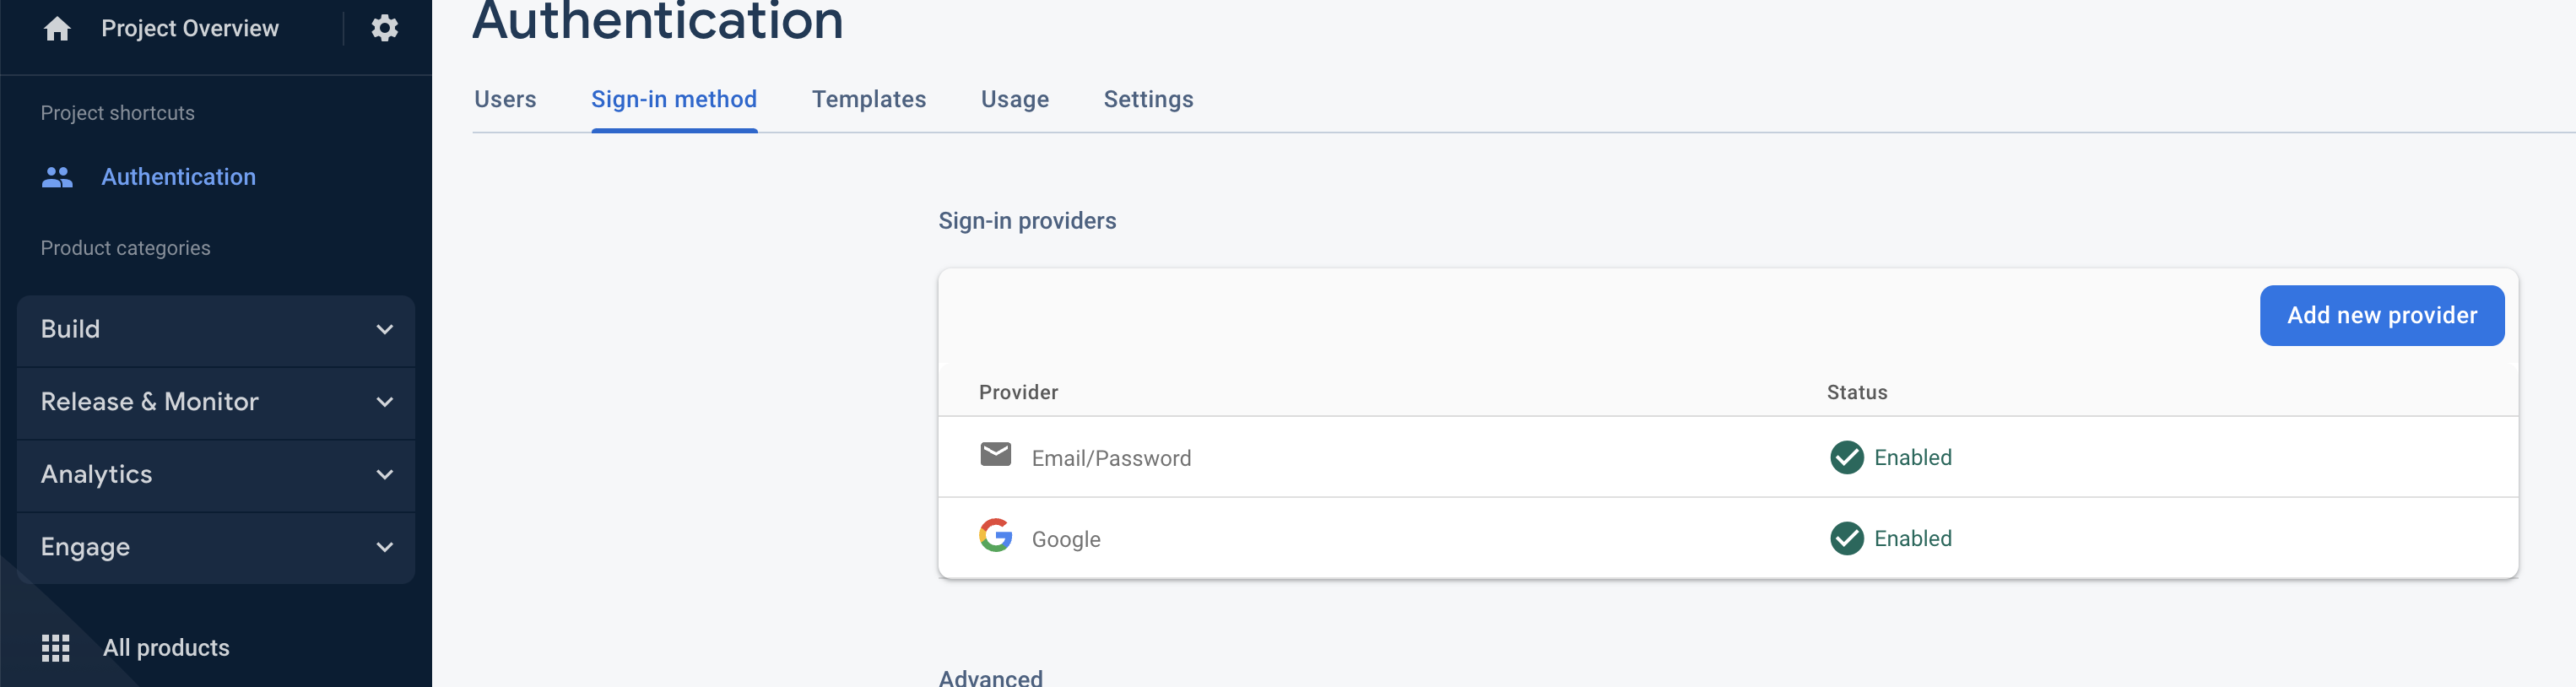 Project Overview
Project shortcuts
Authentication
Product categories
Build
Release & Monitor
Analytics
Engage
All products
Authentication
Users
Sign-in method
Templates
Usage
Settings
Sign-in providers
Add new provider
Provider
Status
Email/Password
Enabled
Google
Enabled
Advanced